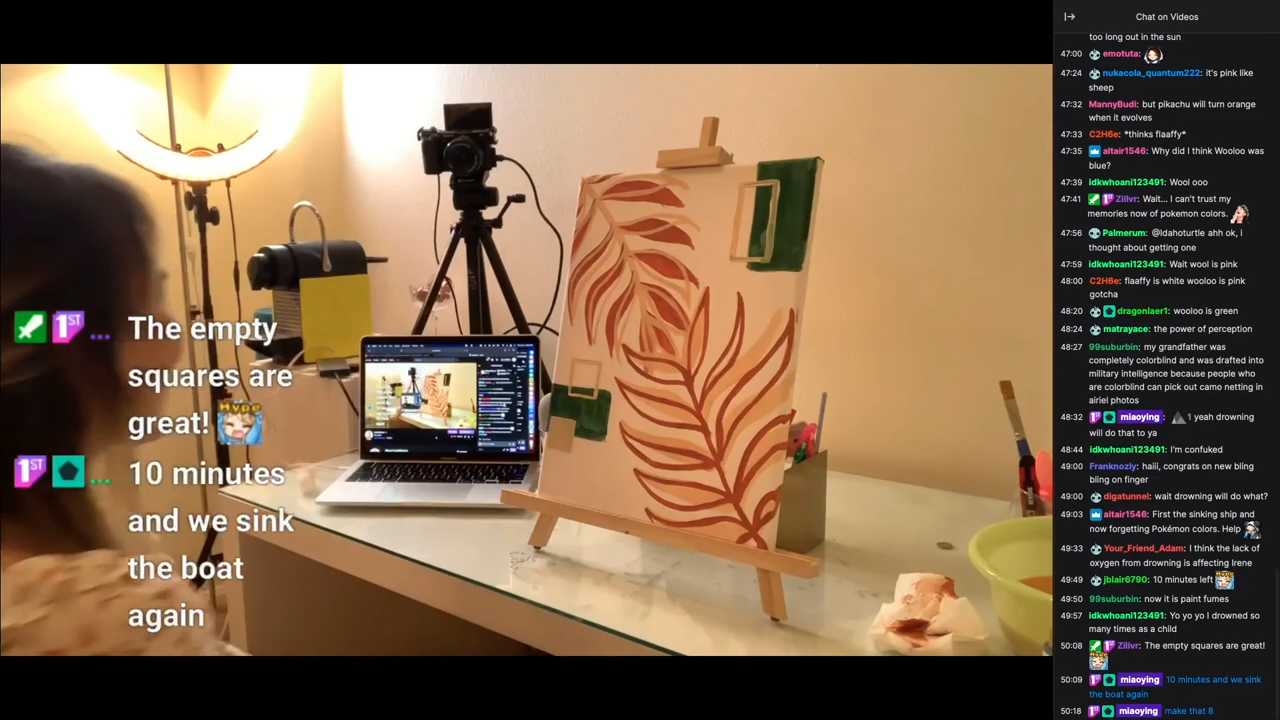 The empty
squares are
great!
10 minutes
and we sink
the boat
again
Chat on Videos
too long out in the sun
47:00 emotuta:
47:24 nukacola_quantum222: it's pink like
sheep
47:32 MannyBudi: but pikachu will turn orange
when it evolves
47:33 C2H6e: *thinks flaaffy*
47:35 altair1546: Why did I think Wooloo was
blue?
47:39 idkwhoani123491: Wool ooo
47:41 Zillvr: Wait... I can't trust my
memories now of pokemon colors.
47:56 Palmerum: @Idahoturtle ahh ok, i
thought about getting one
47:59 idkwhoani123491: Wait wool is pink
48:00 C2H6e: flaaffy is white wooloo is pink
gotcha
48:20 dragonlaer1: wooloo is green
48:24 matrayace: the power of perception
48:27 99suburbin: my grandfather was
completely colorblind and was drafted into
military intelligence because people who
are colorblind can pick out camo netting in
airiel photos
48:32 miaoying: 1 yeah drowning
will do that to ya
48:44 idkwhoani123491: I'm confuked
49:00 Franknozly: haiii, congrats on new bling
bling on finger
49:00 digatunnel: wait drowning will do what?
49:03 altair1546: First the sinking ship and
now forgetting Pokémon colors. Help
49:33 Your_Friend_Adam: I think the lack of
oxygen from drowning is affecting Irene
49:49 jblair6790: 10 minutes left
49:50 99suburbin: now it is paint fumes
49:57 idkwhoani123491: Yo yo yo I drowned so
many times as a child
50:08 Zillvr: The empty squares are great!
50:09 miaoying 10 minutes and we sink
the boat again
50:18 miaoying make that 8